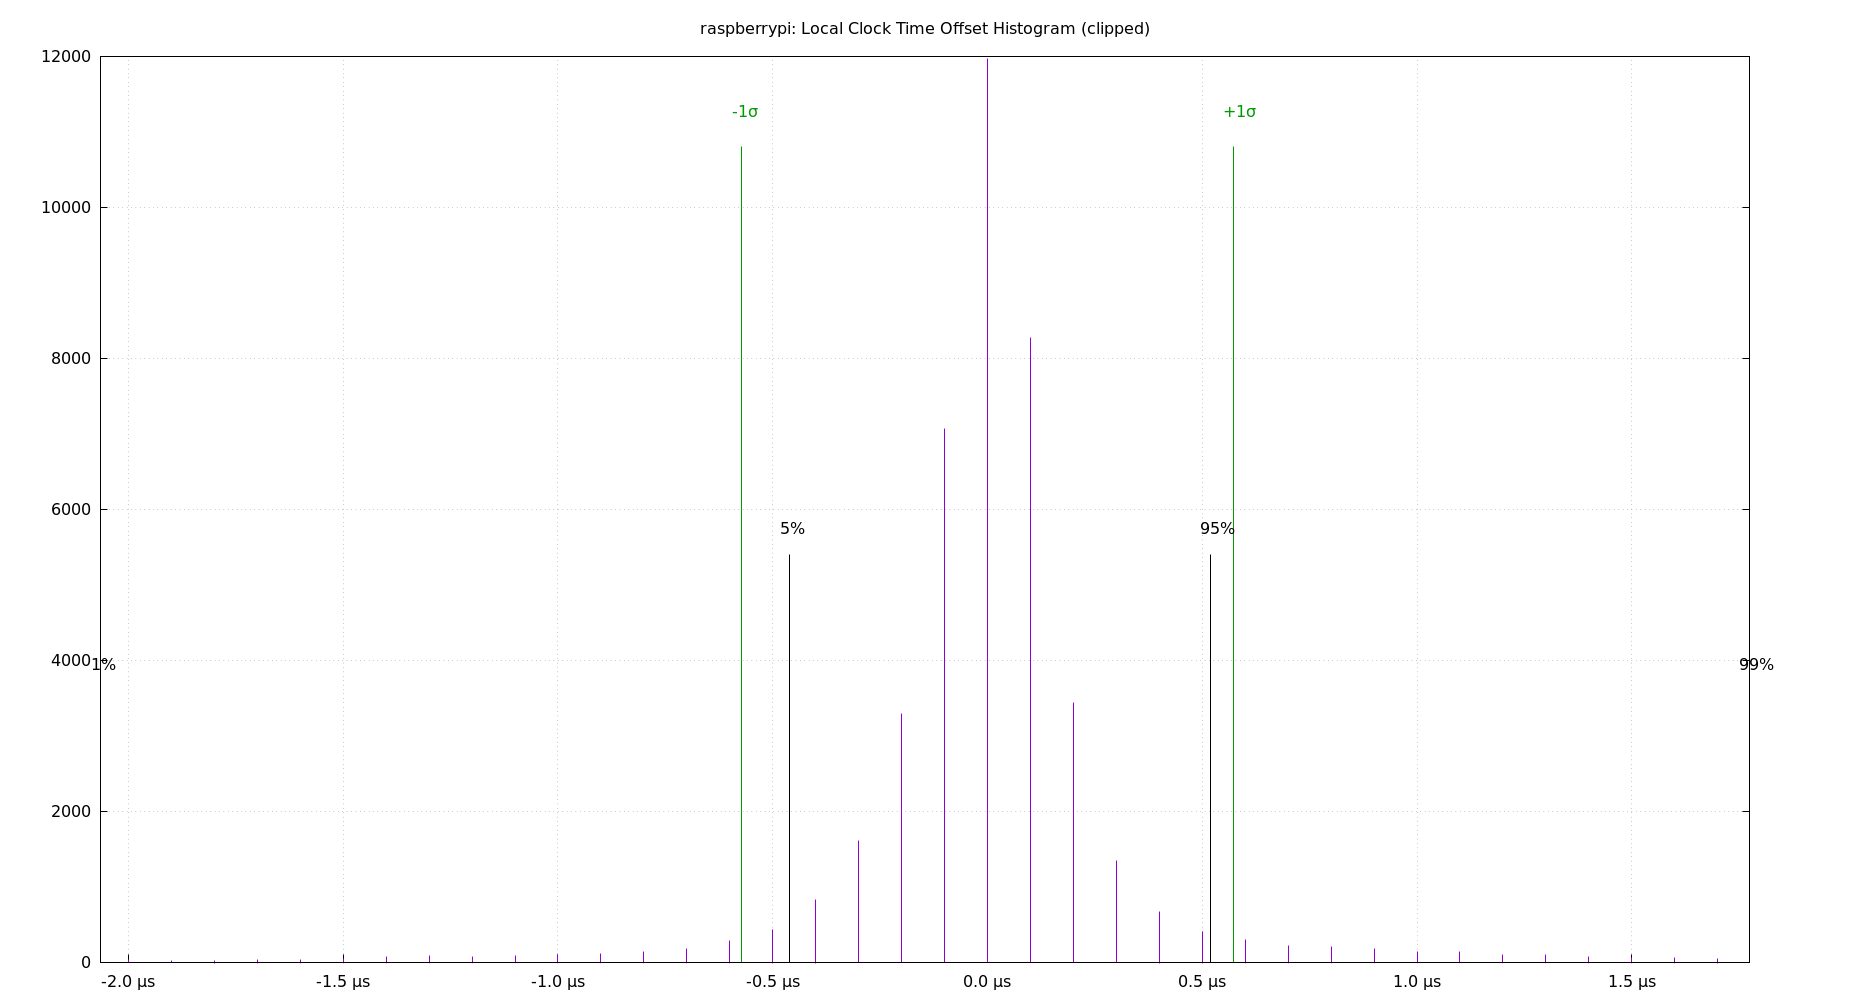 raspberrypi: Local Clock Time Offset Histogram (clipped)
12000
-1σ
+1σ
10000
8000
6000
5%
95%
4000
1%
99%
2000
0
-2.0 µs
-1.5 µs
-1.0 µs
-0.5 µs
0.0 µs
0.5 µs
1.0 µs
1.5 µs